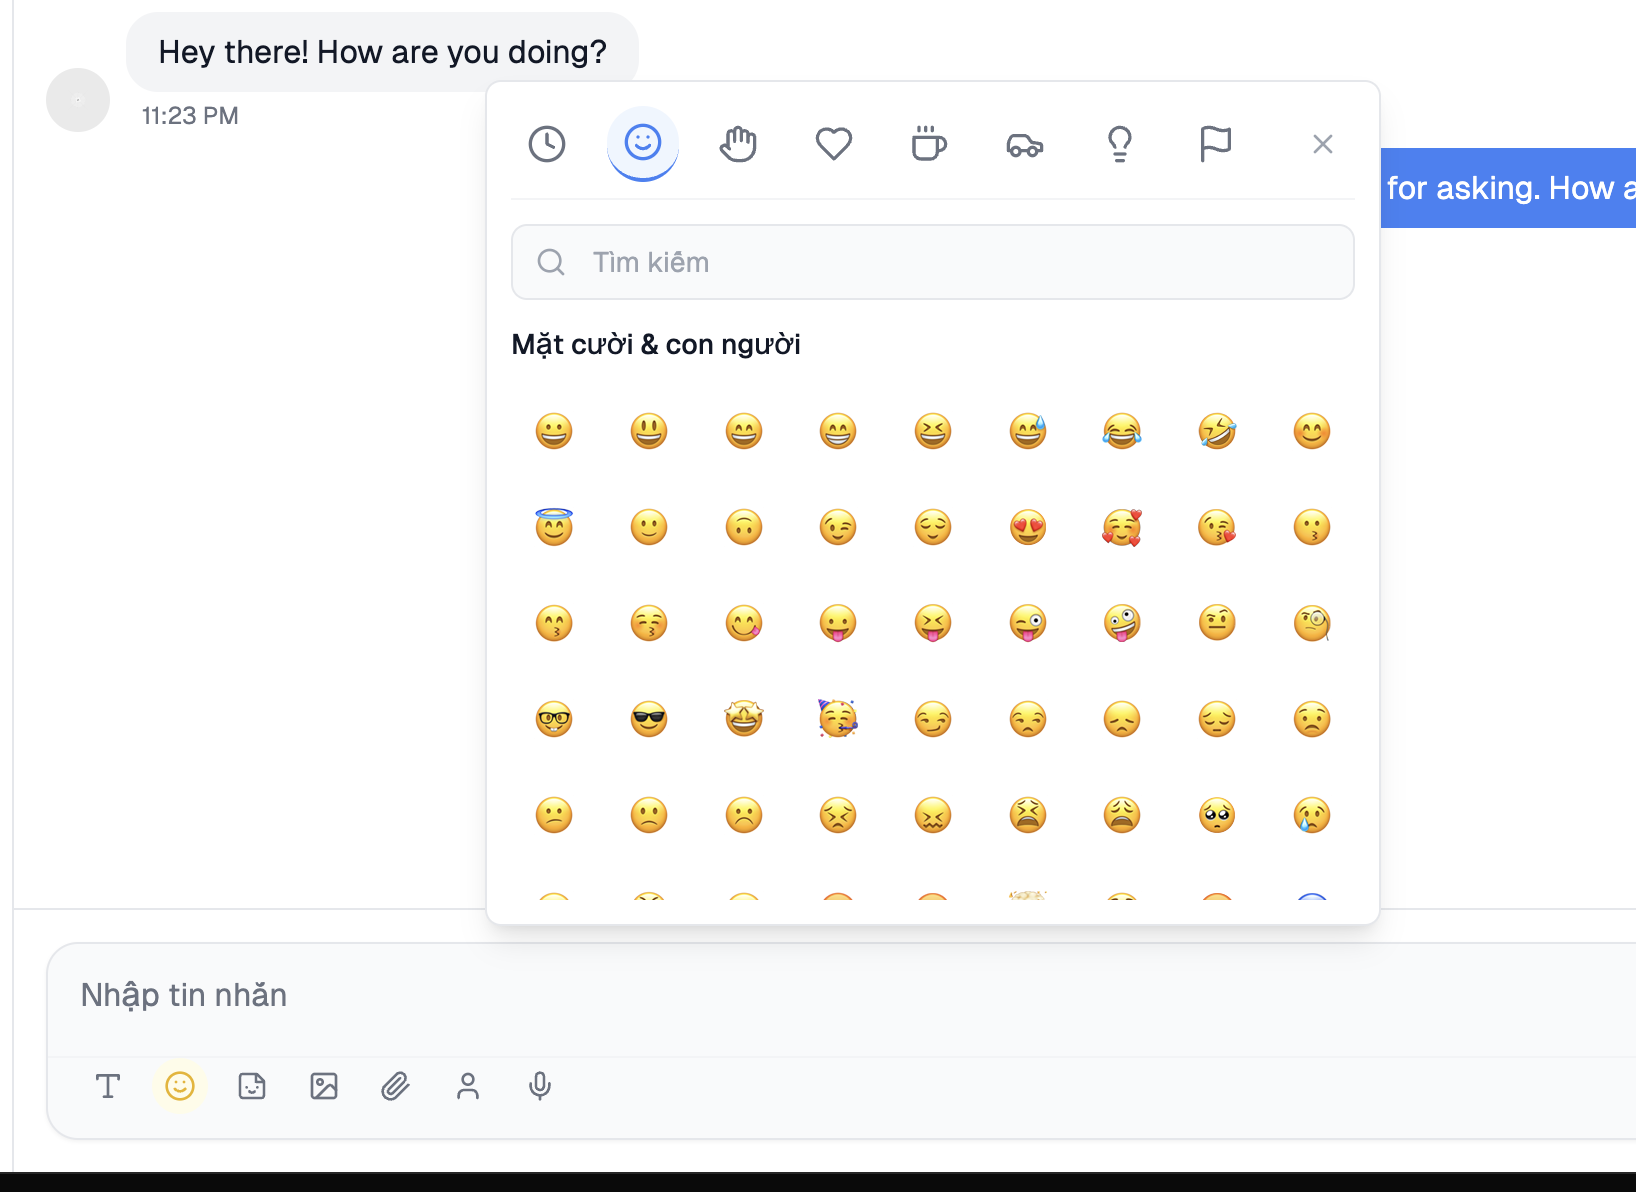 Hey there! How are you doing?
11:23 PM
for asking. How a
Tìm kiếm
Mặt cười & con người
Nhập tin nhắn